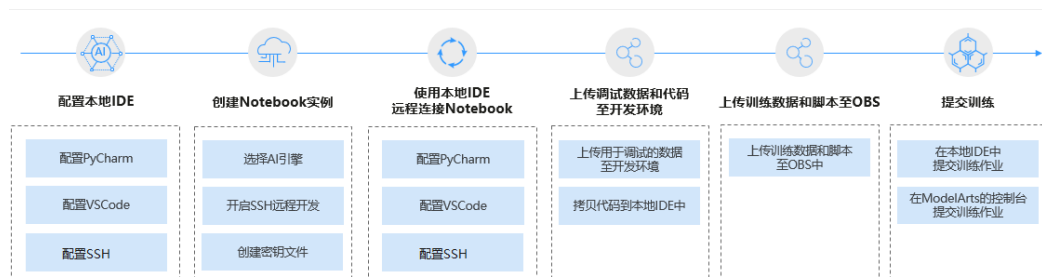 AI
配置本地IDE
创建Notebook实例
使用本地IDE
远程连接Notebook
上传调试数据和代码
至开发环境
上传训练数据和脚本至OBS
提交训练
配置PyCharm
配置VSCode
配置SSH
选择AI引擎
开启SSH远程开发
创建密钥文件
配置PyCharm
配置VSCode
配置SSH
上传用于调试的数据
至开发环境
拷贝代码到本地IDE中
上传训练数据和脚本
至OBS中
在本地IDE中
提交训练作业
在ModelArts的控制台
提交训练作业